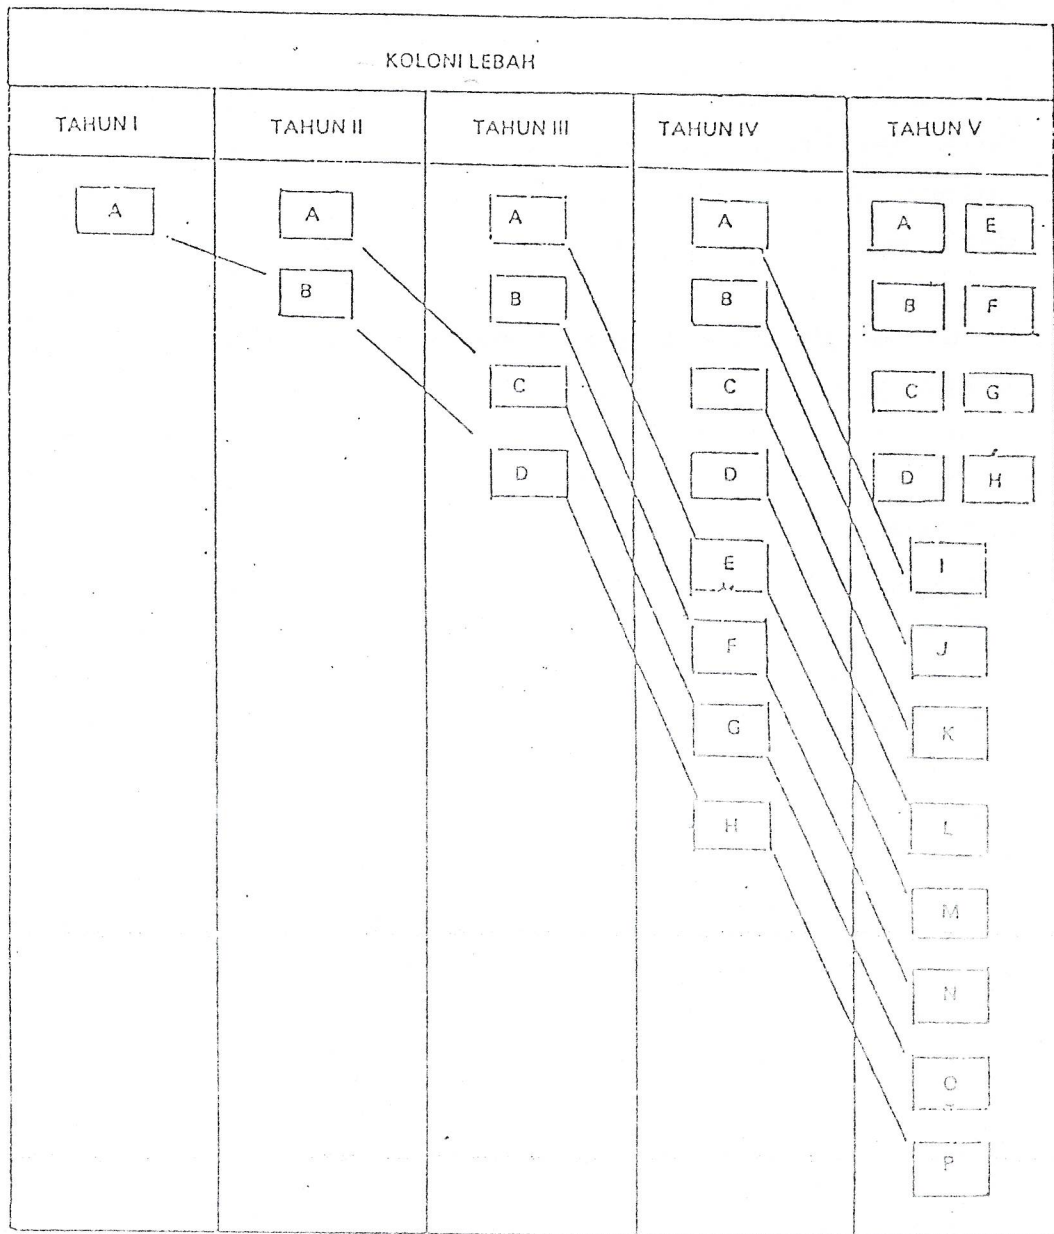 KOLONI LEBAH
TAHUN I TAHUN II TAHUN III TAHUN IV TAHUN V
A A A A A E
B B B B F
C C C G
D D D H
E I
F J
G K
H L
M
N
O
P